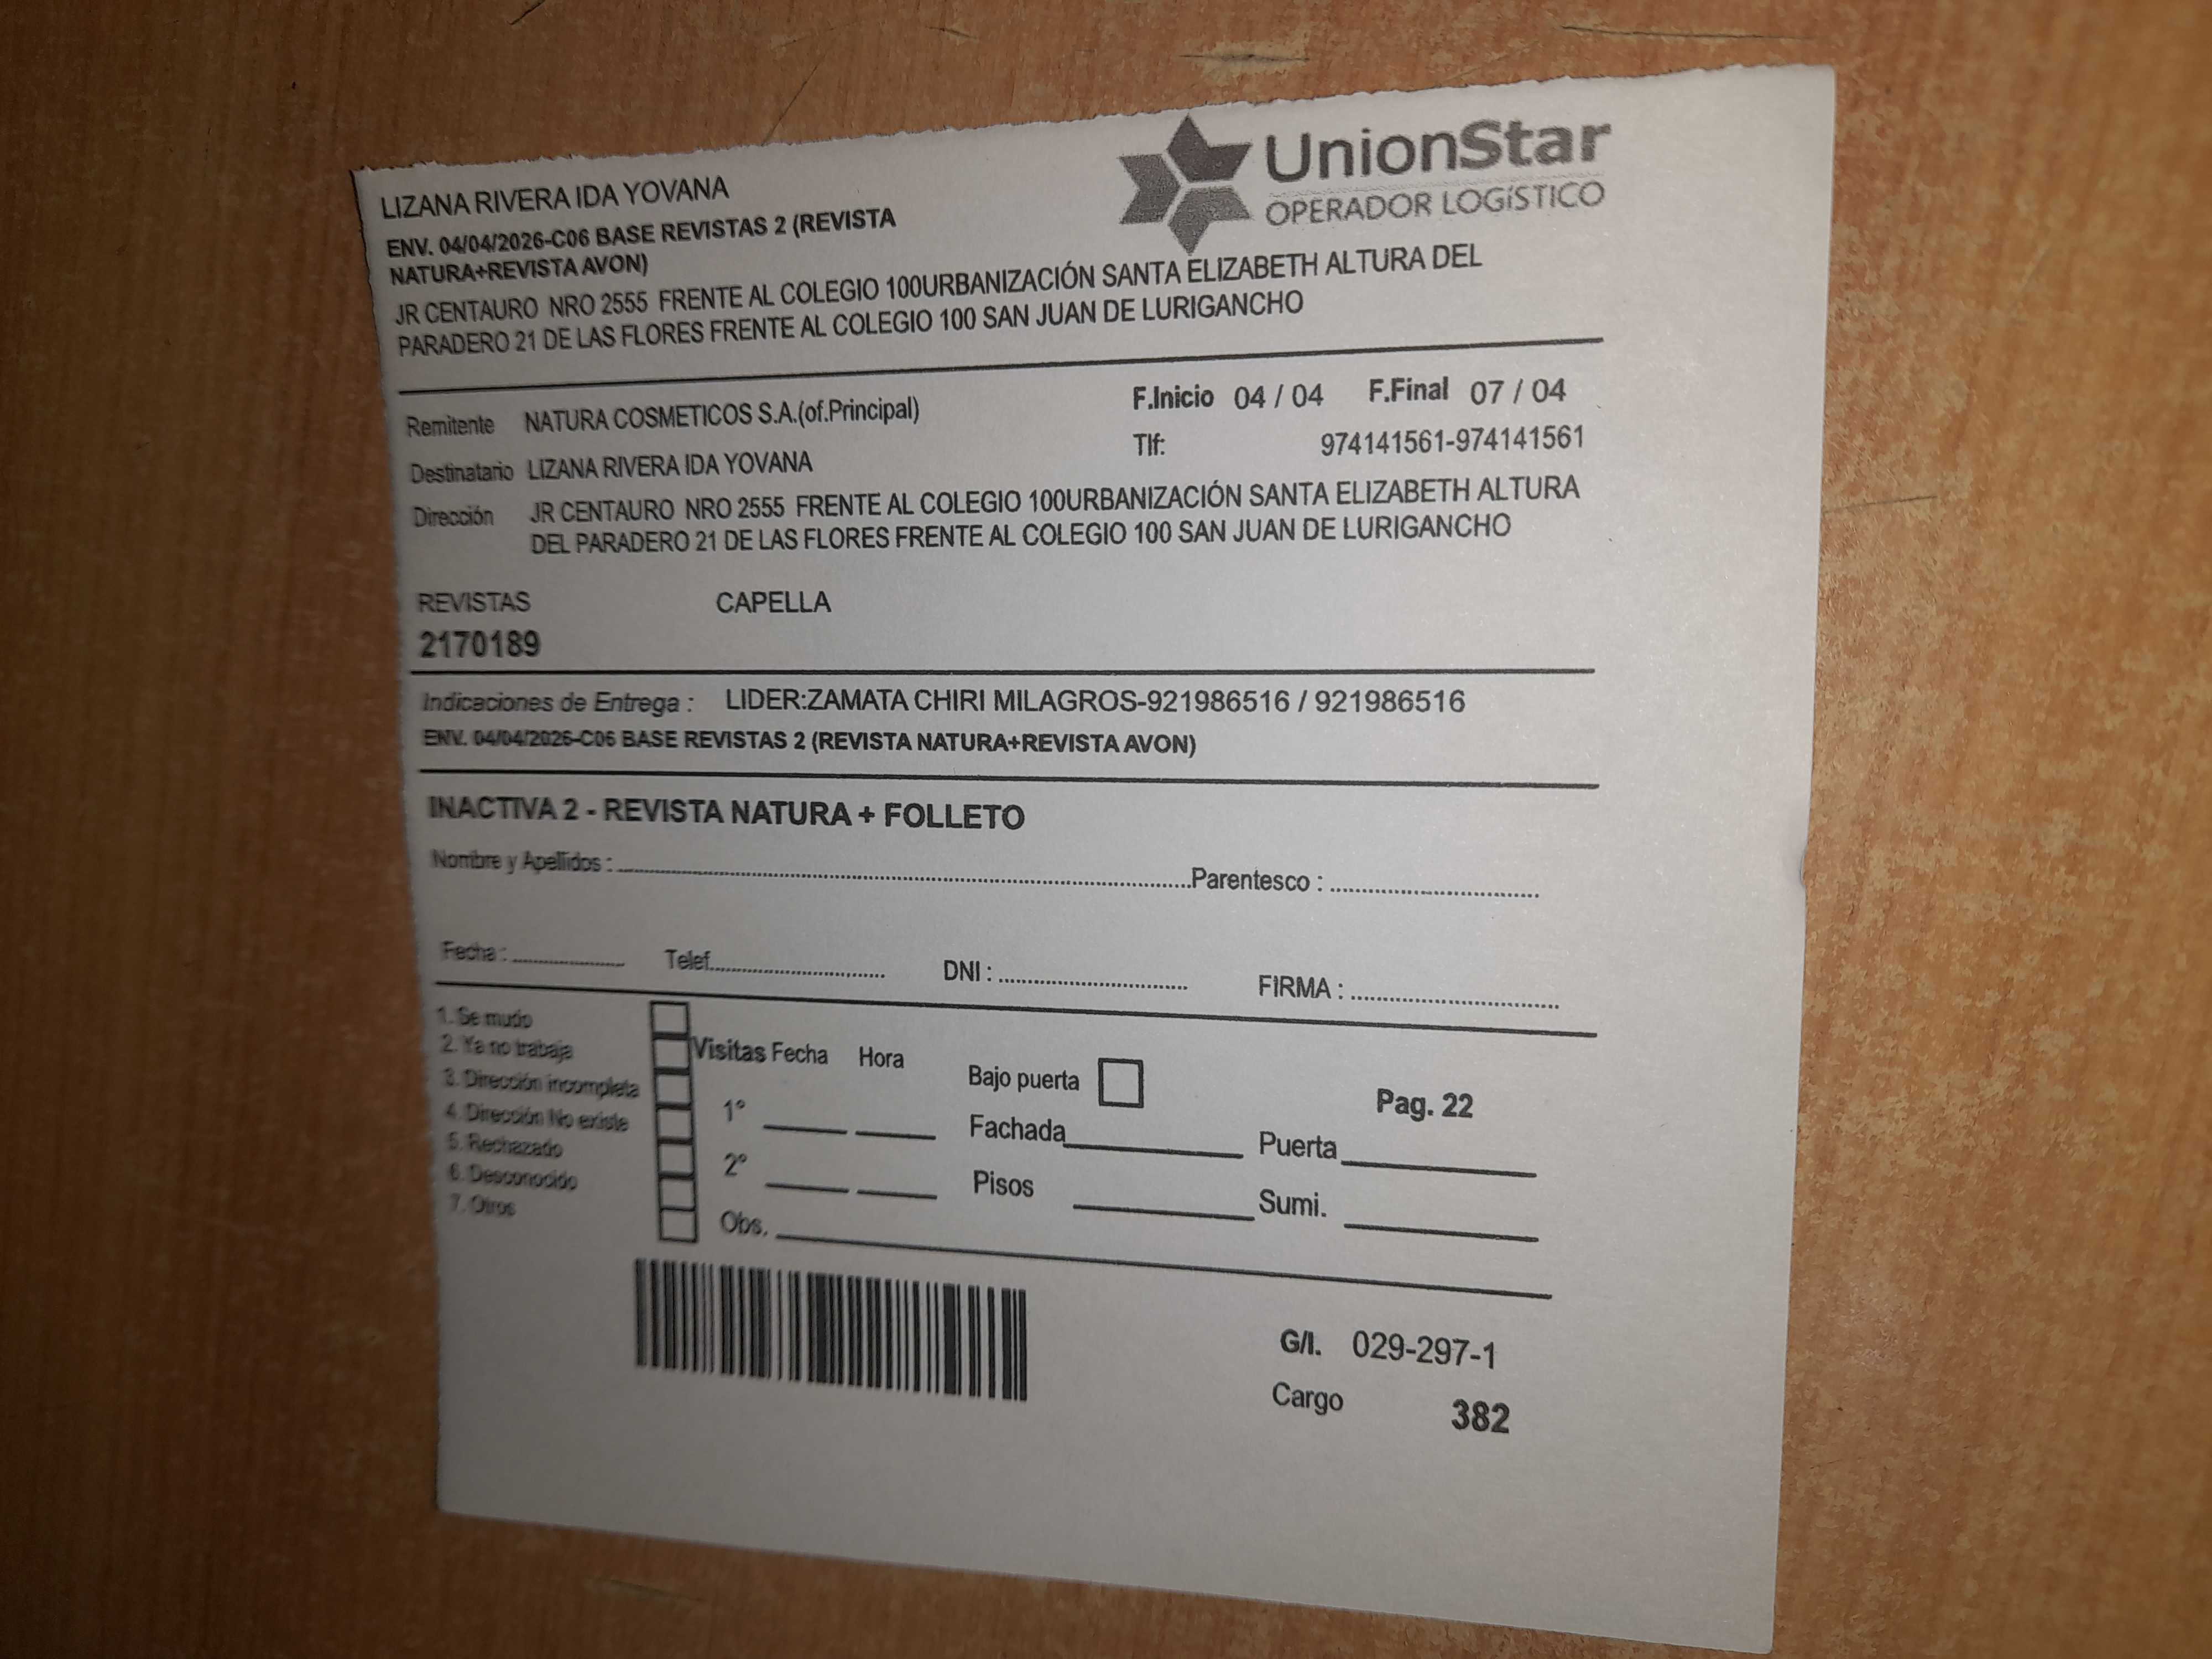 UnionStar
OPERADOR LOGÍSTICO
LIZANA RIVERA IDA YOVANA
ENV. 04/04/2026-C06 BASE REVISTAS 2 (REVISTA
NATURA+REVISTA AVON)
JR CENTAURO NRO 2555 FRENTE AL COLEGIO 100URBANIZACIÓN SANTA ELIZABETH ALTURA DEL
PARADERO 21 DE LAS FLORES FRENTE AL COLEGIO 100 SAN JUAN DE LURIGANCHO
Remitente NATURA COSMETICOS S.A.(of.Principal) F.Inicio 04 / 04 F.Final 07 / 04
Destinatario LIZANA RIVERA IDA YOVANA Tlf: 974141561-974141561
Dirección JR CENTAURO NRO 2555 FRENTE AL COLEGIO 100URBANIZACIÓN SANTA ELIZABETH ALTURA
DEL PARADERO 21 DE LAS FLORES FRENTE AL COLEGIO 100 SAN JUAN DE LURIGANCHO
REVISTAS CAPELLA
2170189
Indicaciones de Entrega : LIDER:ZAMATA CHIRI MILAGROS-921986516 / 921986516
ENV. 04/04/2026-C06 BASE REVISTAS 2 (REVISTA NATURA+REVISTA AVON)
INACTIVA 2 - REVISTA NATURA + FOLLETO
Nombre y Apellidos : Parentesco :
Fecha : Telef. DNI : FIRMA :
1. Se mudo
2. Ya no trabaja
3. Dirección incompleta
4. Dirección No existe
5. Rechazado
6. Desconocido
7. Otros
Visitas Fecha Hora
1°
2°
Obs.
Bajo puerta Pag. 22
Fachada Puerta
Pisos Sumi.
G/I. 029-297-1
Cargo 382